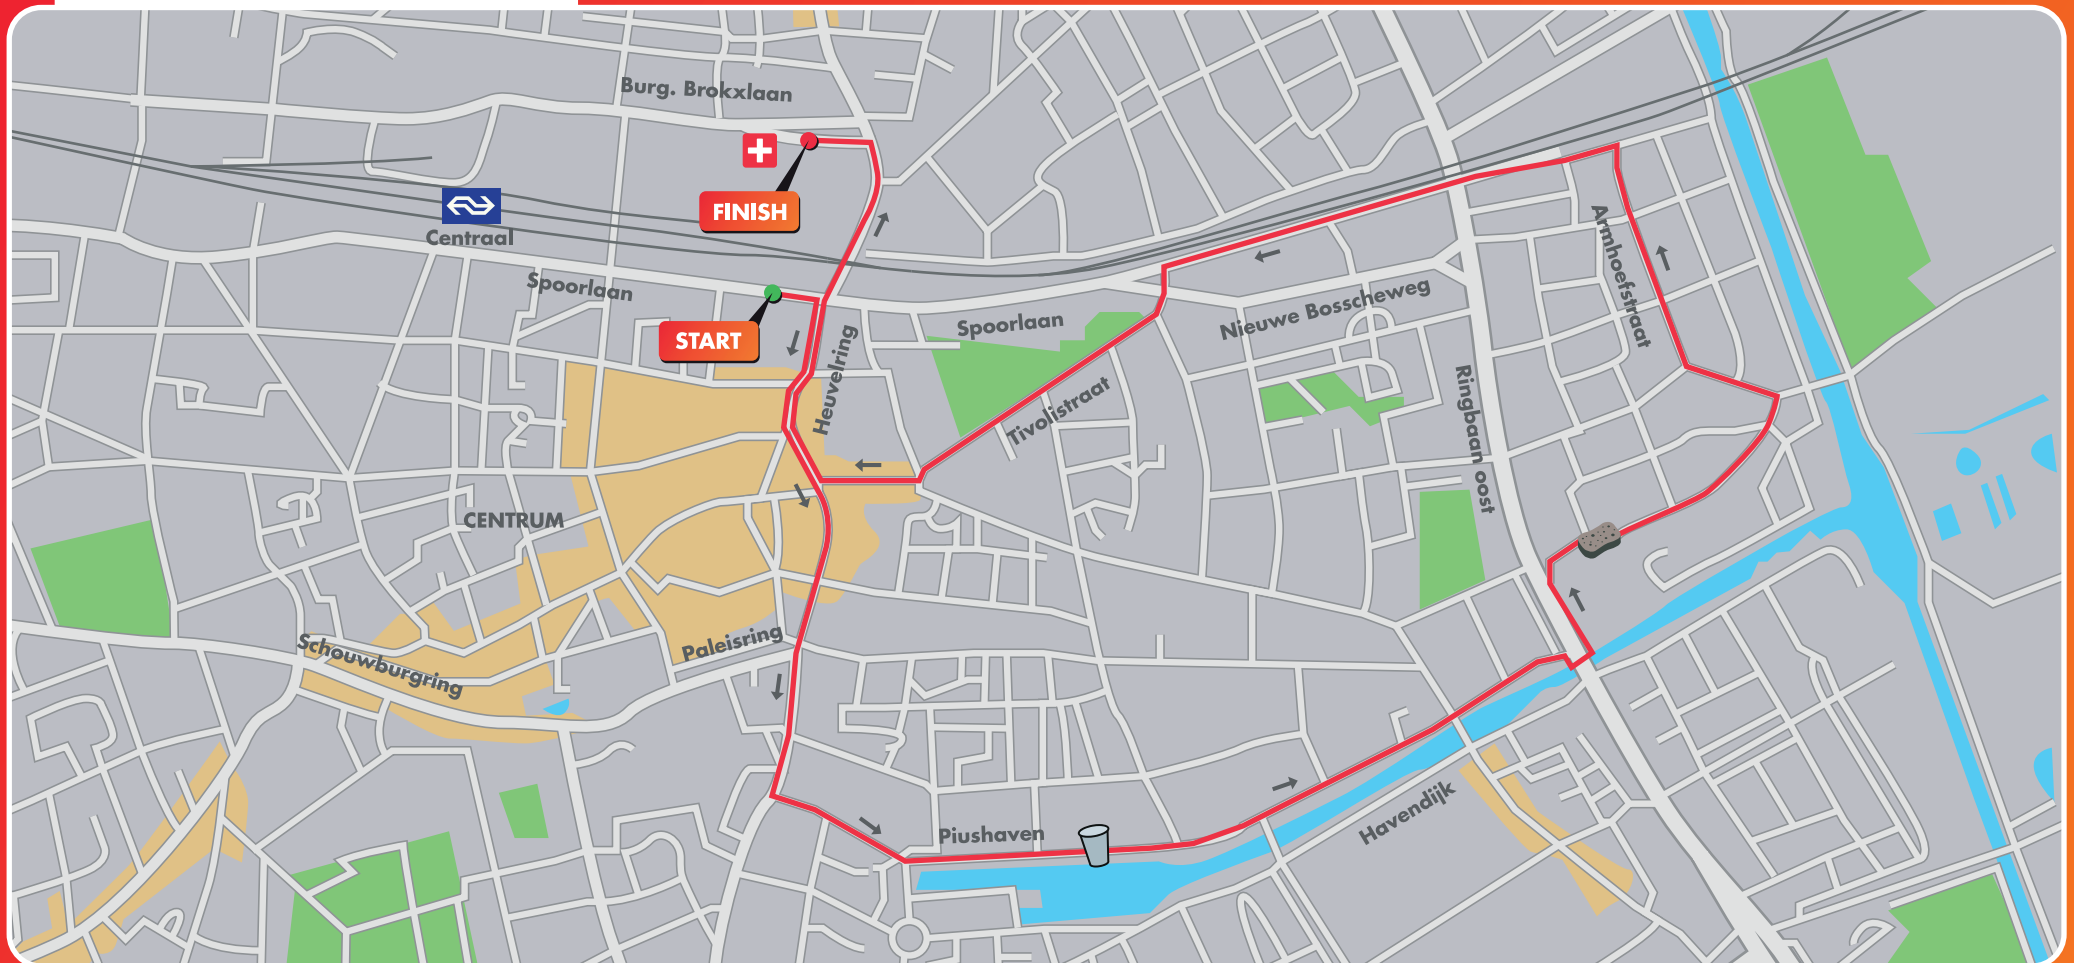 Burg. Brokxlaan
FINISH
Centraal
Spoorlaan
START
Spoorlaan
Nieuwe Bosscheweg
Armhoefstraat
Heuvelring
Tivolistraat
Ringbaan oost
CENTRUM
Schouwburgring
Paleisring
Piushaven
Havendijk